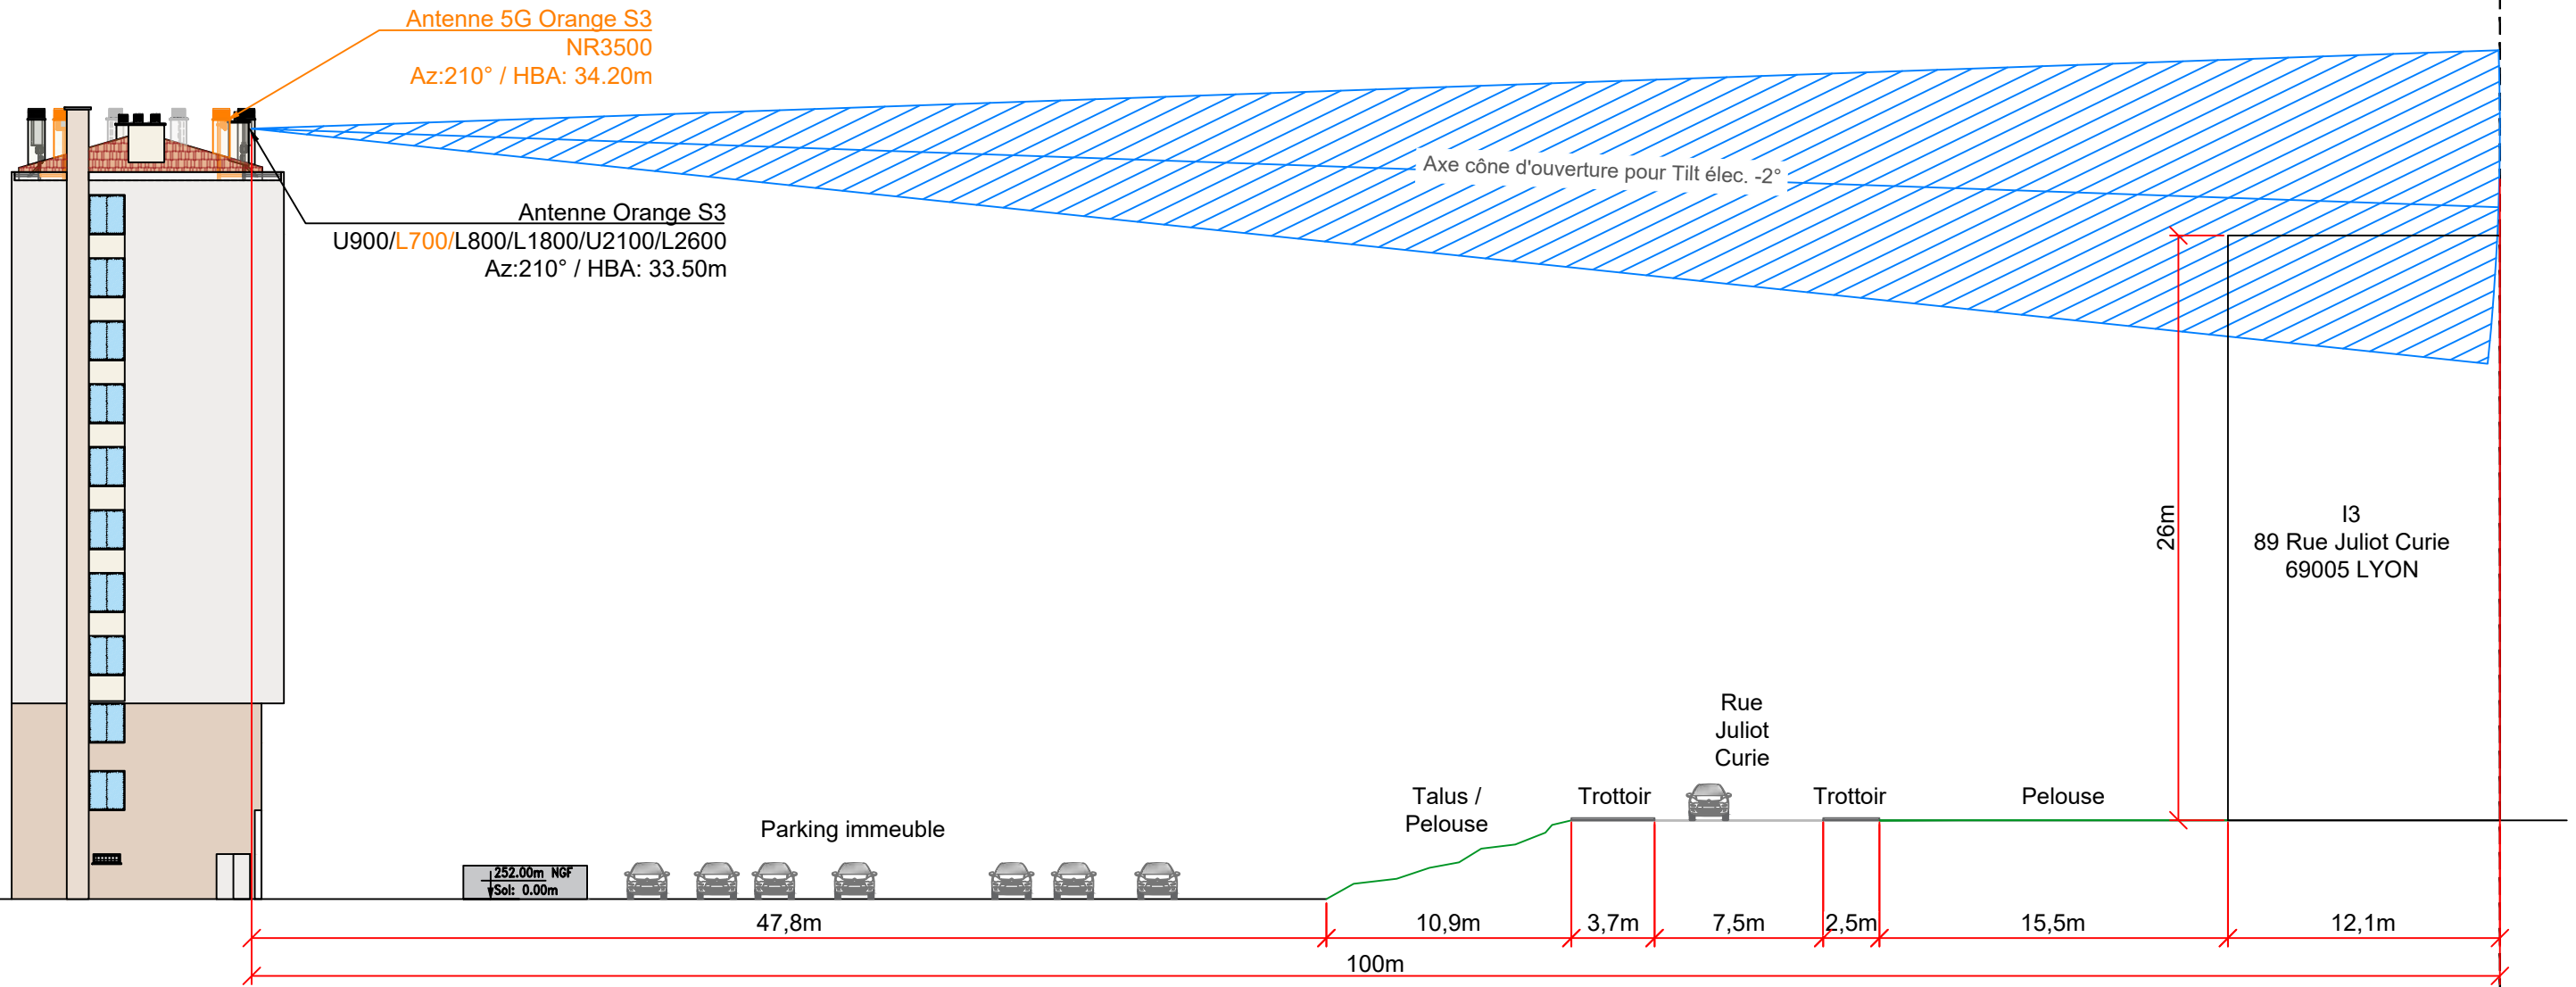 Antenne 5G Orange S3
NR3500
Az:210° / HBA: 34.20m
Axe cône d'ouverture pour Tilt élec. -2°
Antenne Orange S3
U900/L700/L800/L1800/U2100/L2600
Az:210° / HBA: 33.50m
26m
I3
89 Rue Juliot Curie
69005 LYON
Rue
Juliot
Curie
Talus /
Pelouse
Trottoir
Trottoir
Pelouse
Parking immeuble
252.00m NGF
Sol: 0.00m
47,8m
10,9m
3,7m
7,5m
2,5m
15,5m
12,1m
100m